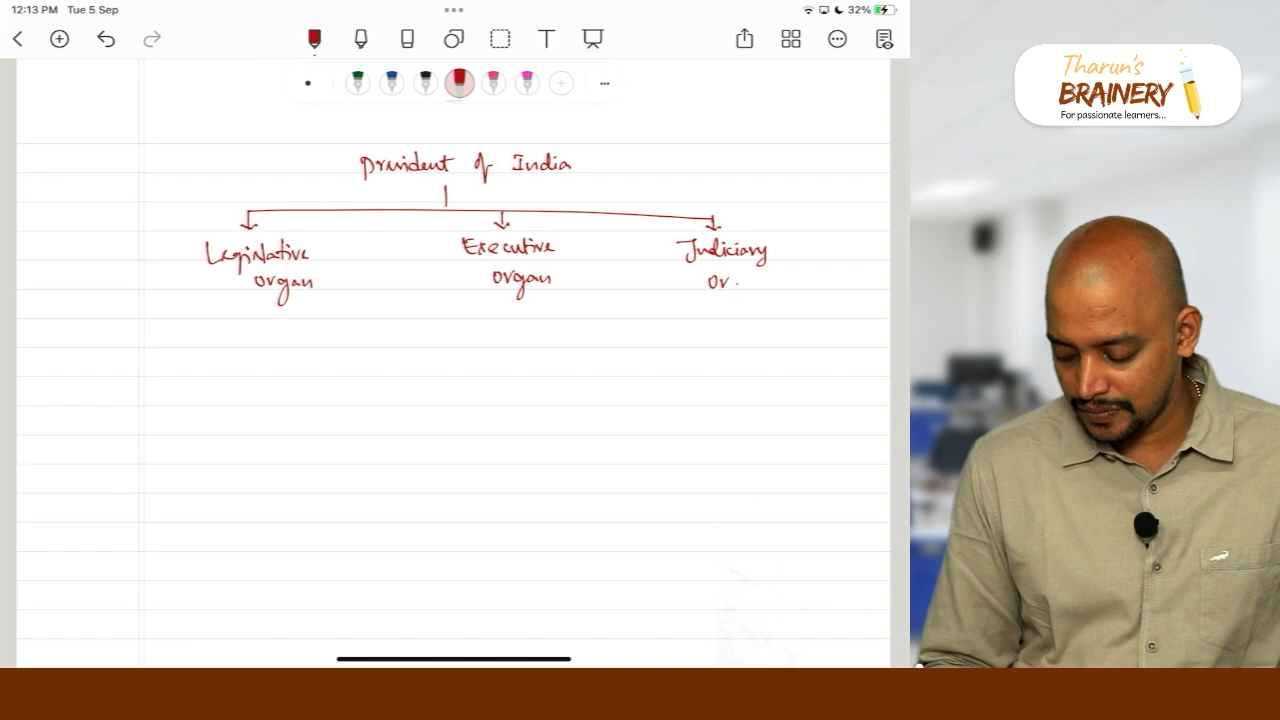 12:13 PM Tue 5 Sep
32%
T
Tharun's
BRAINERY
For passionate learners...
President of India
Legislative Executive Judiciary
organ organ or.